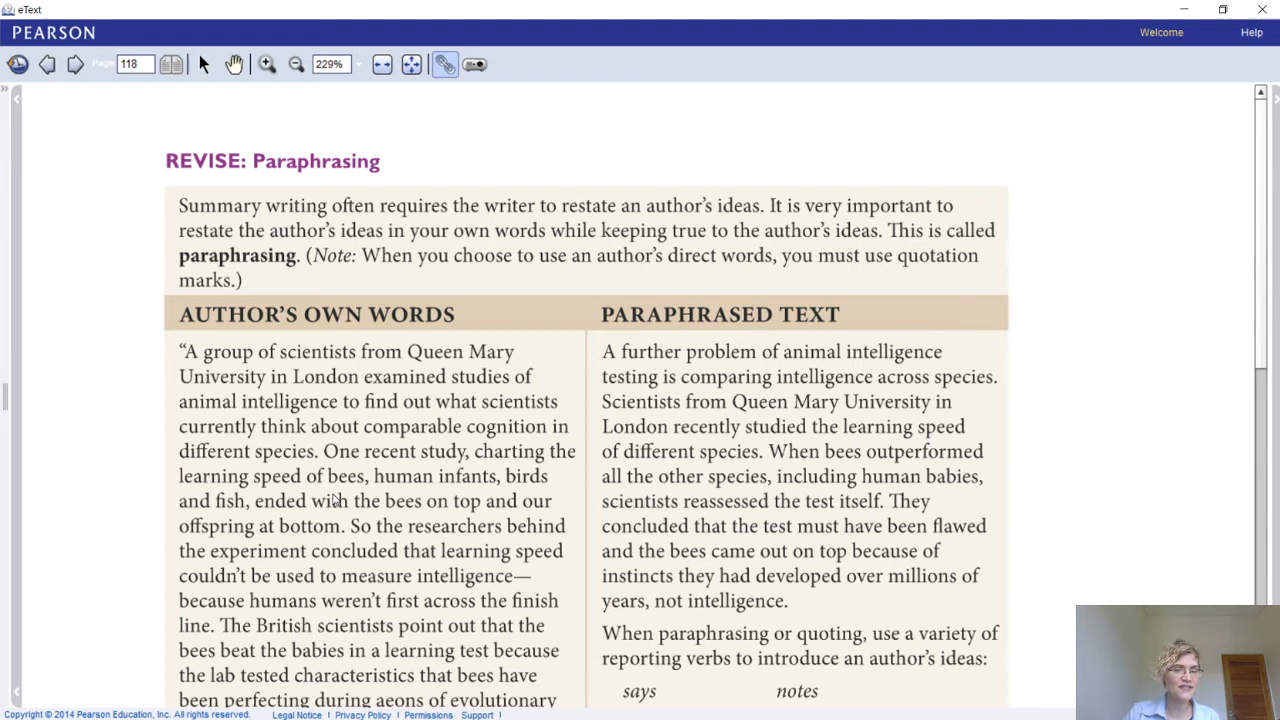 eText
PEARSON
Welcome
Help
Page 118
229%
REVISE: Paraphrasing
Summary writing often requires the writer to restate an author’s ideas. It is very important to
restate the author’s ideas in your own words while keeping true to the author’s ideas. This is called
paraphrasing. (Note: When you choose to use an author’s direct words, you must use quotation
marks.)
AUTHOR’S OWN WORDS
“A group of scientists from Queen Mary
University in London examined studies of
animal intelligence to find out what scientists
currently think about comparable cognition in
different species. One recent study, charting the
learning speed of bees, human infants, birds
and fish, ended with the bees on top and our
offspring at bottom. So the researchers behind
the experiment concluded that learning speed
couldn’t be used to measure intelligence—
because humans weren’t first across the finish
line. The British scientists point out that the
bees beat the babies in a learning test because
the lab tested characteristics that bees have
been perfecting during aeons of evolutionary
PARAPHRASED TEXT
A further problem of animal intelligence
testing is comparing intelligence across species.
Scientists from Queen Mary University in
London recently studied the learning speed
of different species. When bees outperformed
all the other species, including human babies,
scientists reassessed the test itself. They
concluded that the test must have been flawed
and the bees came out on top because of
instincts they had developed over millions of
years, not intelligence.
When paraphrasing or quoting, use a variety of
reporting verbs to introduce an author’s ideas:
says notes
Copyright © 2014 Pearson Education, Inc. All rights reserved. Legal Notice | Privacy Policy | Permissions Support |